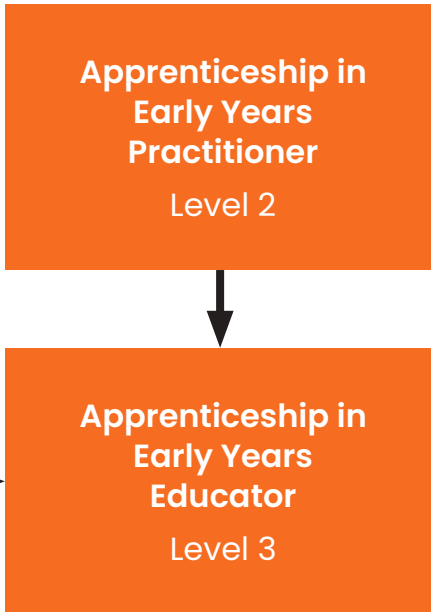 Apprenticeship in
Early Years
Practitioner
Level 2
Apprenticeship in
Early Years
Educator
Level 3